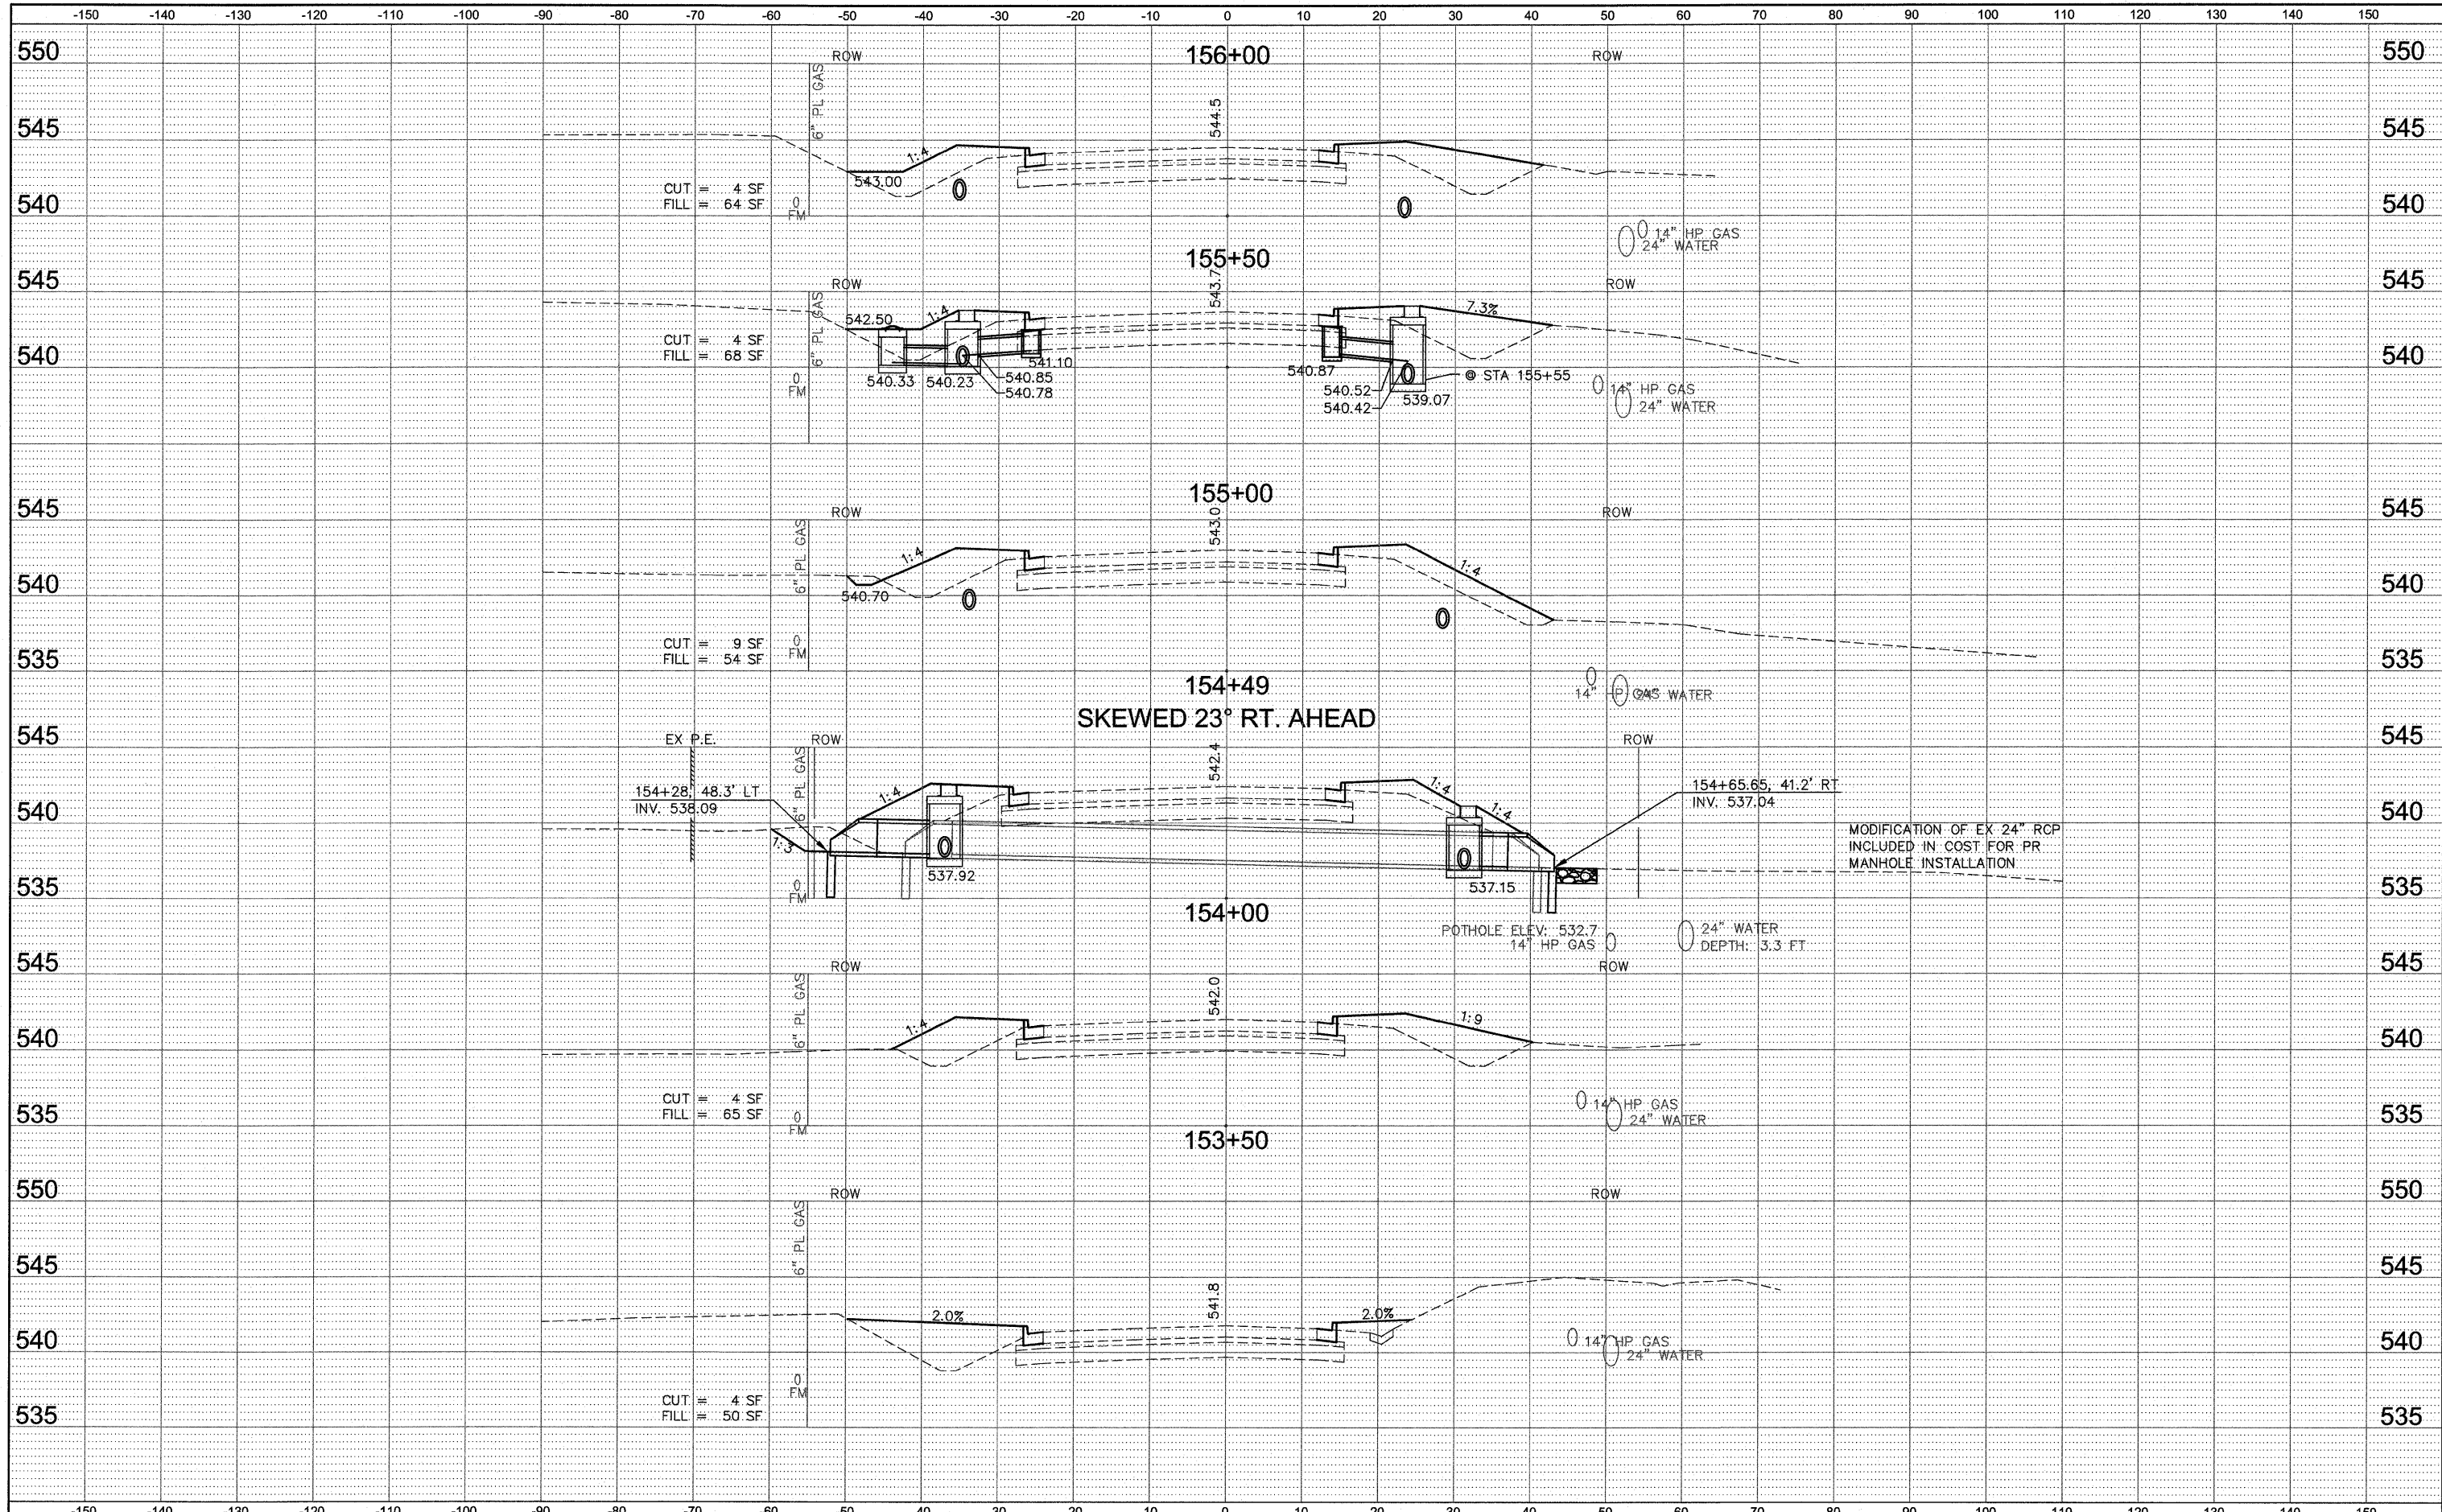 -150 -140 -130 -120 -110 -100 -90 -80 -70 -60 -50 -40 -30 -20 -10 0 10 20 30 40 50 60 70 80 90 100 110 120 130 140 150
156+00
550 ROW ROW 550
6" PL GAS
544.5
545 545
1:4
543.00
CUT = 4 SF
FILL = 64 SF
540 FM 540
14" HP GAS
24" WATER
155+50
545 ROW ROW 545
6" PL GAS
543.7
542.50 1:4 7.3%
CUT = 4 SF
FILL = 68 SF
540 540
541.10 540.87
540.33 540.23 540.85
540.78
540.52
540.42
539.07
@ STA 155+55
FM
14" HP GAS
24" WATER
155+00
545 ROW ROW 545
6" PL GAS
543.0
1:4 1:4
540 540
540.70
CUT = 9 SF
FILL = 54 SF
535 FM 535
14" HP GAS
24" WATER
154+49
SKEWED 23° RT. AHEAD
545 EX P.E. ROW ROW 545
6" PL GAS
542.4
154+28, 48.3' LT
INV. 538.09
1:4 1:4 1:4
154+65.65, 41.2' RT
INV. 537.04
540 540
1:3
MODIFICATION OF EX 24" RCP
INCLUDED IN COST FOR PR
MANHOLE INSTALLATION
537.92 537.15
535 FM 535
154+00
POTHOLE ELEV: 532.7
14" HP GAS
24" WATER
DEPTH: 3.3 FT
545 ROW ROW 545
6" PL GAS
542.0
1:4 1:9
540 540
CUT = 4 SF
FILL = 65 SF
535 FM 535
14" HP GAS
24" WATER
153+50
550 ROW ROW 550
6" PL GAS
545 545
541.8
2.0% 2.0%
540 540
14" HP GAS
24" WATER
FM
CUT = 4 SF
FILL = 50 SF
535 535
-150 -140 -130 -120 -110 -100 -90 -80 -70 -60 -50 -40 -30 -20 -10 0 10 20 30 40 50 60 70 80 90 100 110 120 130 140 150